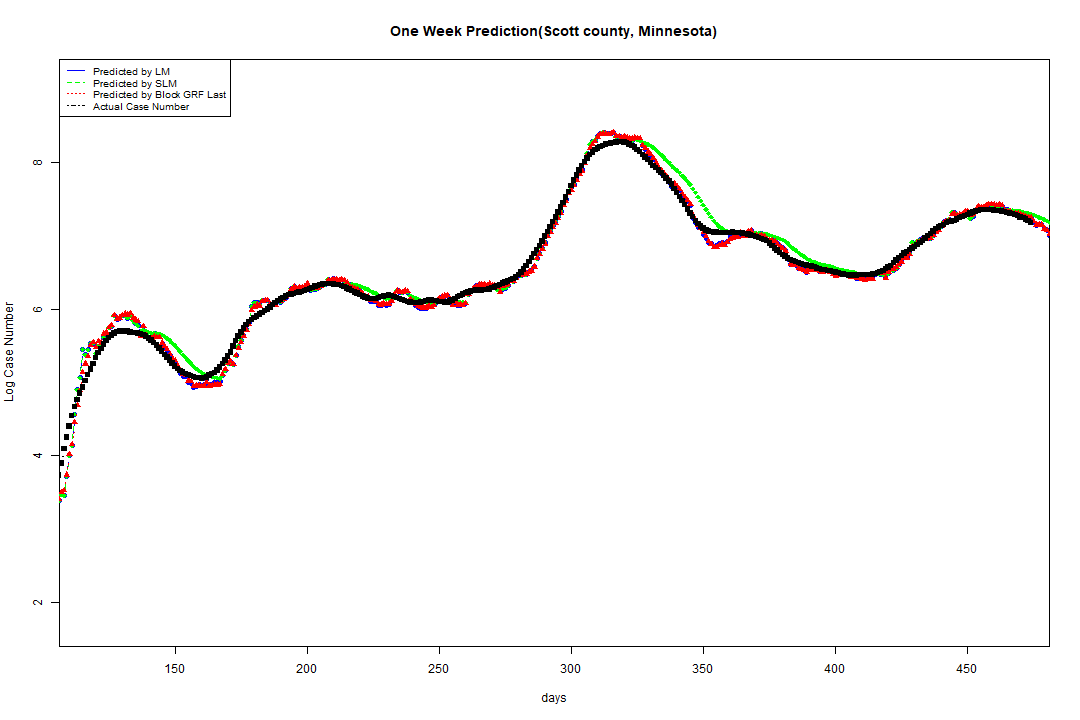 One Week Prediction(Scott county, Minnesota)
Predicted by LM
Predicted by SLM
Predicted by Block GRF Last
Actual Case Number
8
6
4
2
Log Case Number
150 200 250 300 350 400 450
days